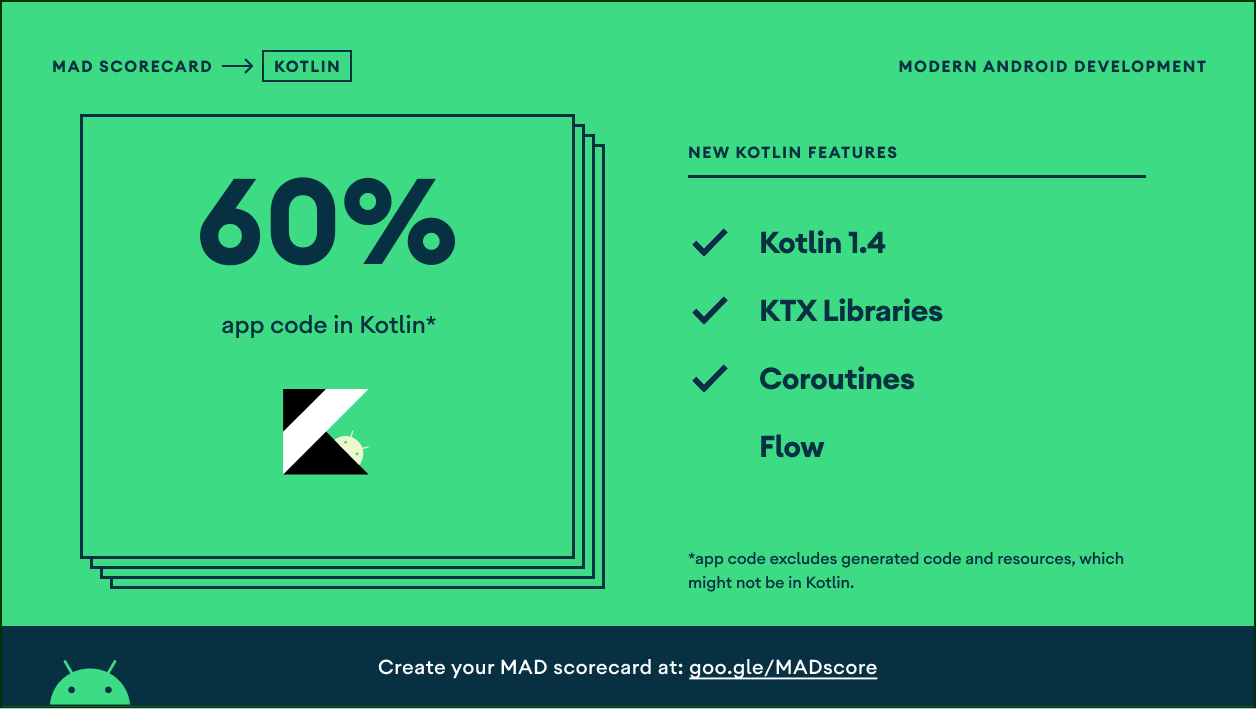 MAD SCORECARD
KOTLIN
MODERN ANDROID DEVELOPMENT
60%
app code in Kotlin*
NEW KOTLIN FEATURES
Kotlin 1.4
KTX Libraries
Coroutines
Flow
*app code excludes generated code and resources, which
might not be in Kotlin.
Create your MAD scorecard at: goo.gle/MADscore